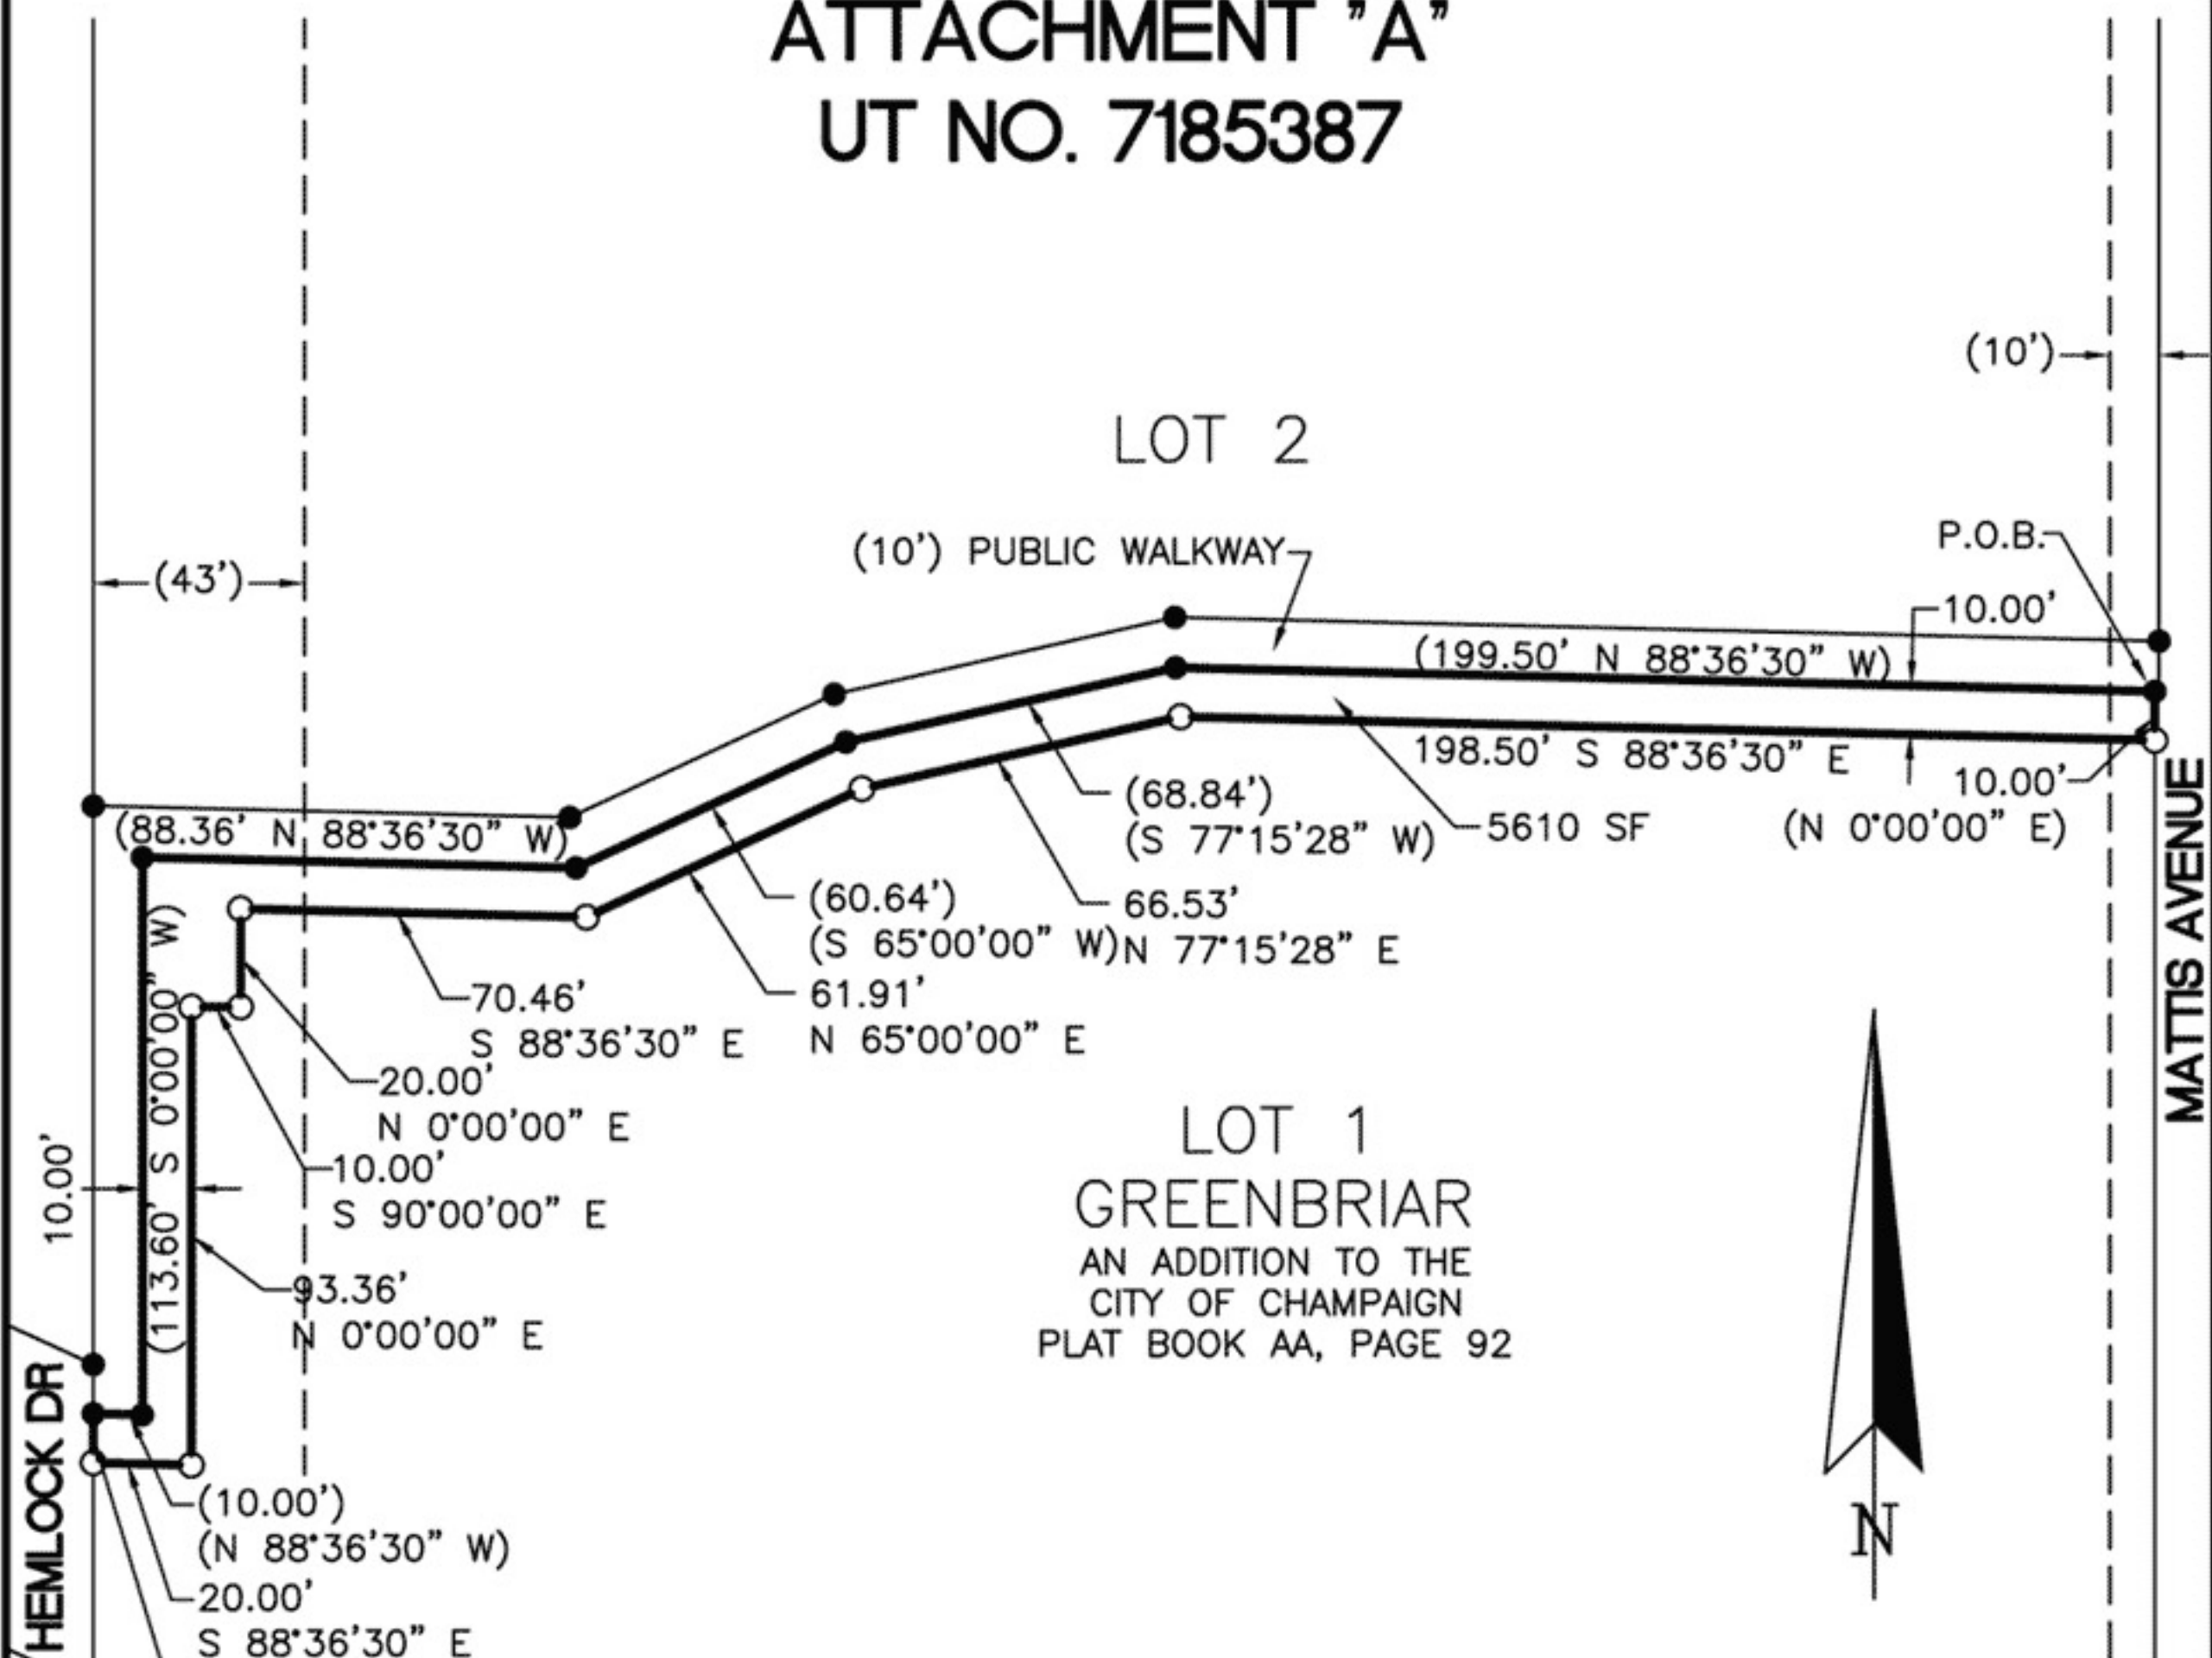 ATTACHMENT "A"
UT NO. 7185387
(10')
LOT 2
P.O.B.
(10') PUBLIC WALKWAY
(43')
10.00'
(199.50' N 88°36'30" W)
198.50' S 88°36'30" E
10.00'
(N 0°00'00" E)
MATTIS AVENUE
(68.84')
(S 77°15'28" W)
5610 SF
(88.36' N 88°36'30" W)
(60.64')
(S 65°00'00" W)
66.53'
N 77°15'28" E
61.91'
N 65°00'00" E
70.46'
S 88°36'30" E
20.00'
N 0°00'00" E
10.00'
S 90°00'00" E
(113.60' S 0°00'00" W)
10.00'
93.36'
N 0°00'00" E
LOT 1
GREENBRIAR
AN ADDITION TO THE
CITY OF CHAMPAIGN
PLAT BOOK AA, PAGE 92
HEMLOCK DR
(10.00')
(N 88°36'30" W)
20.00'
S 88°36'30" E
N